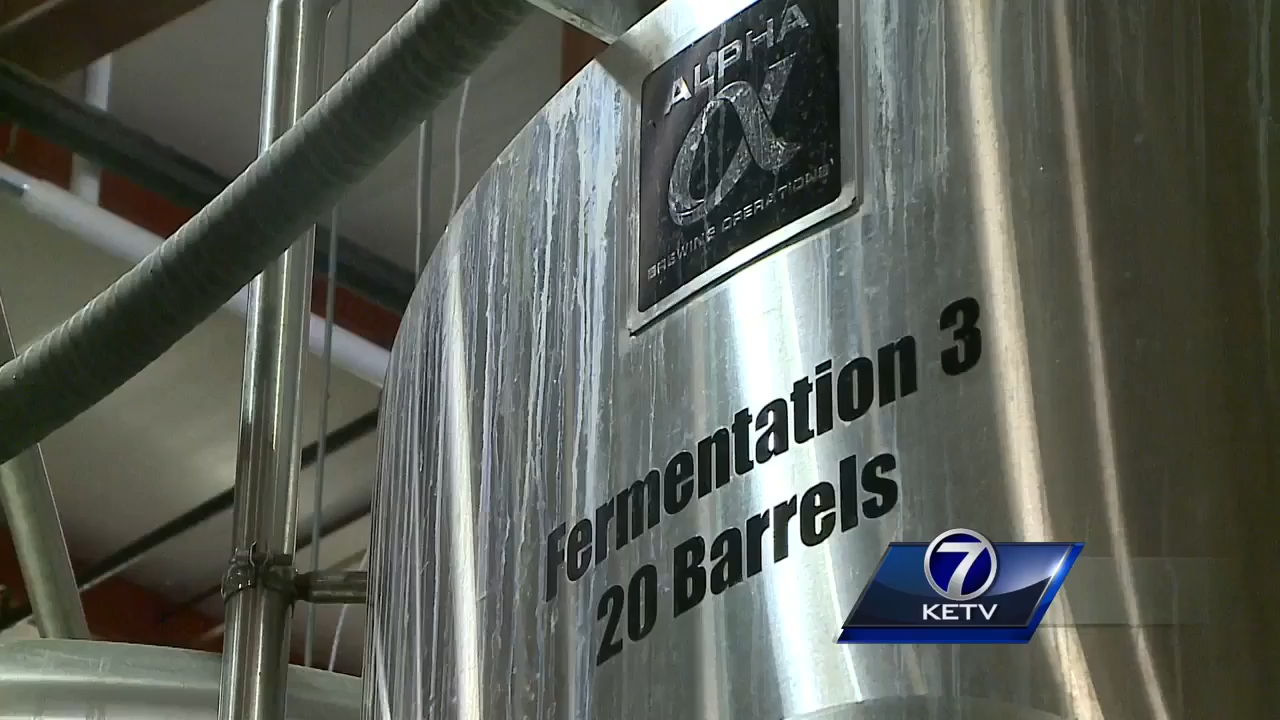 ALPHA
α
BREWING OPERATIONS
Fermentation 3
20 Barrels
7
KETV